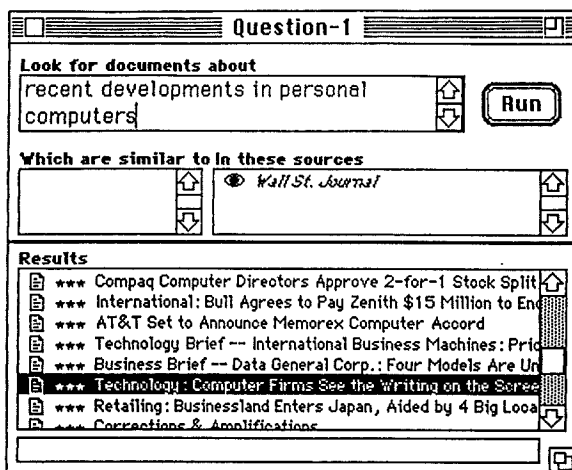 Question-1
Look for documents about
recent developments in personal
computers
Run
Which are similar to In these sources
Wall St. Journal
Results
*** Compaq Computer Directors Approve 2-for-1 Stock Split
*** International: Bull Agrees to Pay Zenith $15 Million to End
*** AT&T Set to Announce Memorex Computer Accord
*** Technology Brief -- International Business Machines: Pric
*** Business Brief -- Data General Corp.: Four Models Are Un
*** Technology: Computer Firms See the Writing on the Scree
*** Retailing: Businessland Enters Japan, Aided by 4 Big Loca
*** Corrections & Amplifications